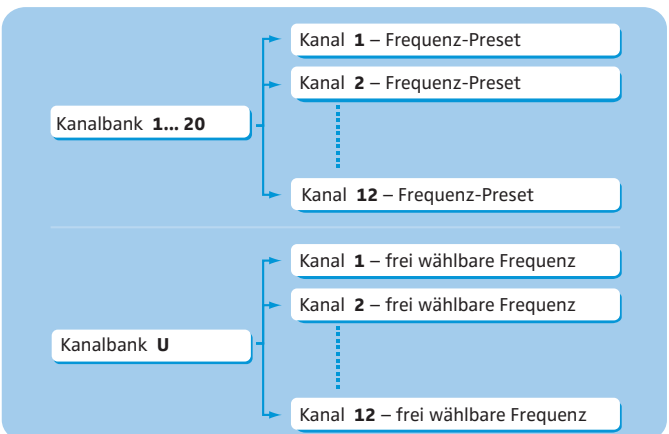 Kanal 1 – Frequenz-Preset
Kanal 2 – Frequenz-Preset
Kanalbank 1... 20
Kanal 12 – Frequenz-Preset
Kanal 1 – frei wählbare Frequenz
Kanal 2 – frei wählbare Frequenz
Kanalbank U
Kanal 12 – frei wählbare Frequenz